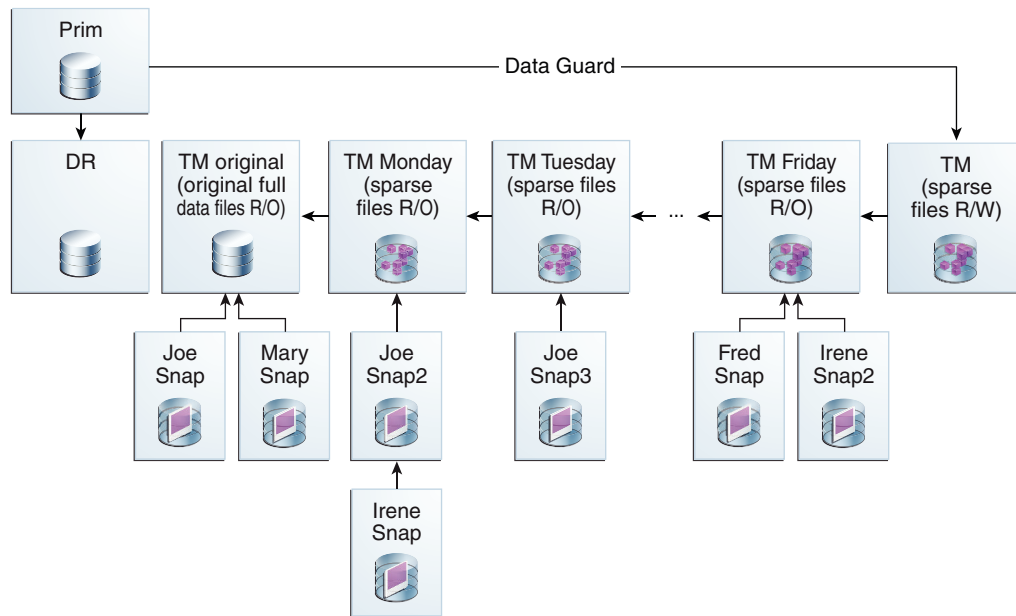 Prim
Data Guard
DR
TM original
(original full
data files R/O)
TM Monday
(sparse
files R/O)
TM Tuesday
(sparse files
R/O)
...
TM Friday
(sparse files
R/O)
TM
(sparse
files R/W)
Joe
Snap
Mary
Snap
Joe
Snap2
Joe
Snap3
Fred
Snap
Irene
Snap2
Irene
Snap